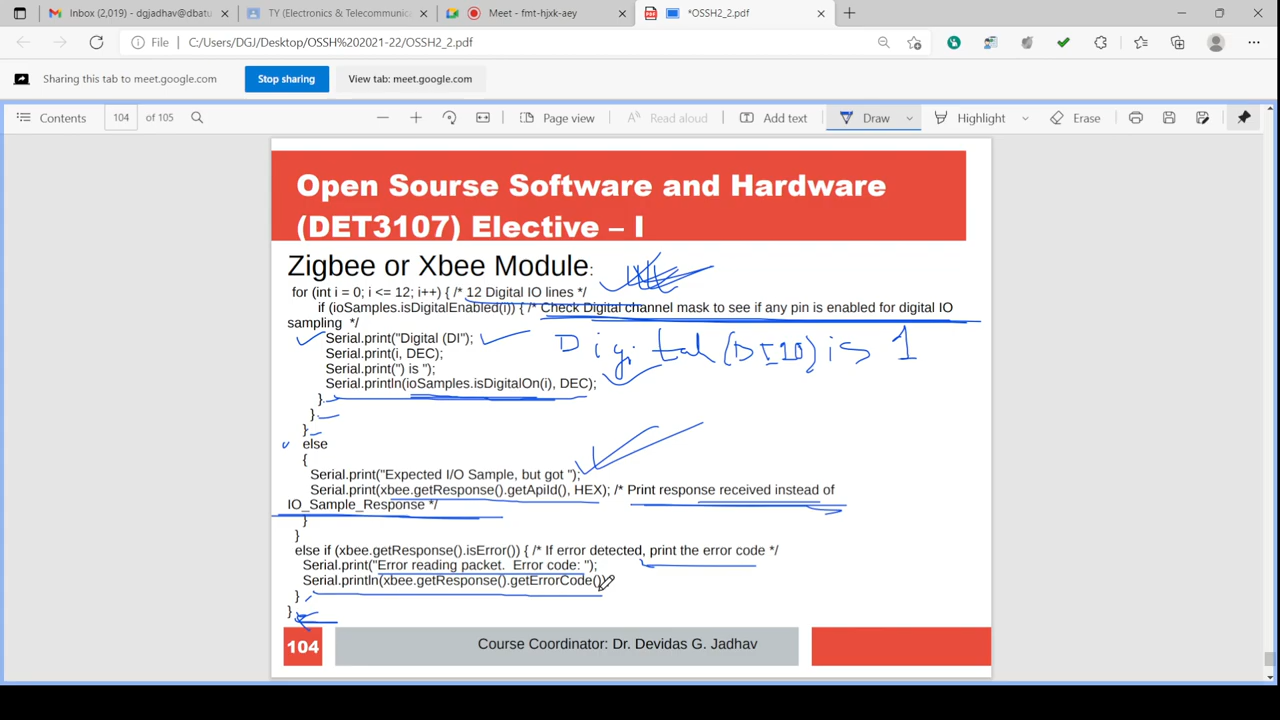 Inbox (2,019) - dgjadhav@dbatu
TY (Electronics & Telecommunica
Meet - fmt-hjxk-aey
*OSSH2_2.pdf
File
C:/Users/DGJ/Desktop/OSSH%202021-22/OSSH2_2.pdf
Sharing this tab to meet.google.com
Stop sharing
View tab: meet.google.com
Contents
104
of 105
Page view
Read aloud
Add text
Draw
Highlight
Erase
Open Sourse Software and Hardware
(DET3107) Elective – I
Zigbee or Xbee Module:
for (int i = 0; i <= 12; i++) { /* 12 Digital IO lines */
if (ioSamples.isDigitalEnabled(i)) { /* Check Digital channel mask to see if any pin is enabled for digital IO
sampling */
Serial.print("Digital (DI");
Digital (DI10) is 1
Serial.print(i, DEC);
Serial.print(") is ");
Serial.println(ioSamples.isDigitalOn(i), DEC);
}
}
}
else
{
Serial.print("Expected I/O Sample, but got ");
Serial.print(xbee.getResponse().getApiId(), HEX); /* Print response received instead of
IO_Sample_Response */
}
}
else if (xbee.getResponse().isError()) { /* If error detected, print the error code */
Serial.print("Error reading packet. Error code: ");
Serial.println(xbee.getResponse().getErrorCode())
}
}
104
Course Coordinator: Dr. Devidas G. Jadhav